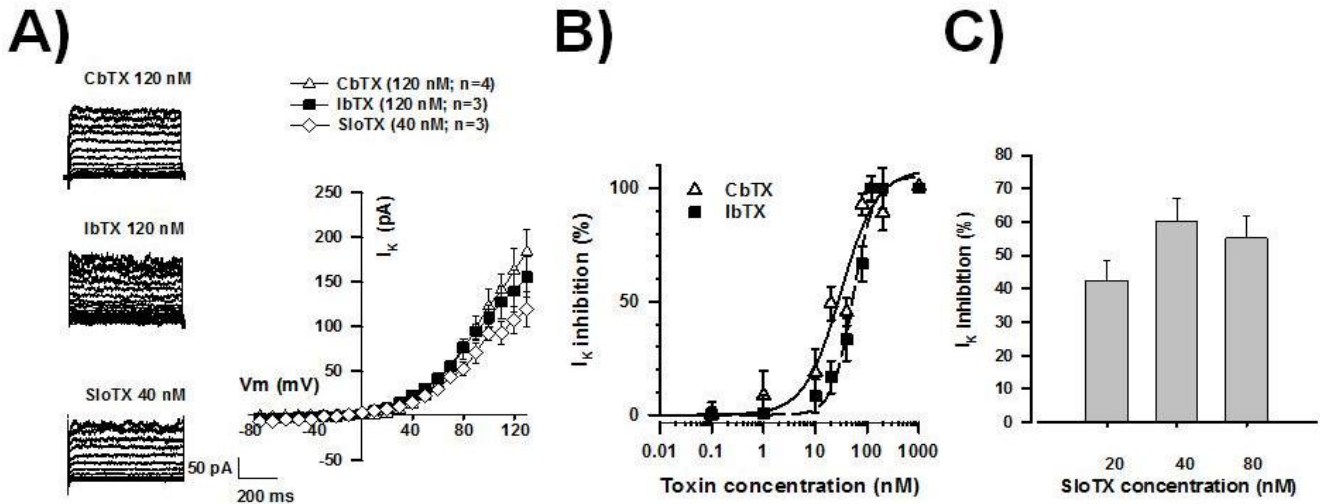 A)
CbTX 120 nM
IbTX 120 nM
SloTX 40 nM
50 pA
200 ms
CbTX (120 nM; n=4)
IbTX (120 nM; n=3)
SloTX (40 nM; n=3)
250
200
150
100
50
-50
IK (pA)
Vm (mV)
-80
-40
40
80
120
B)
CbTX
IbTX
IK inhibition (%)
100
50
0
0.01
0.1
1
10
100
1000
Toxin concentration (nM)
C)
IK inhibition (%)
80
70
60
50
40
30
20
10
0
20
40
80
SloTX concentration (nM)